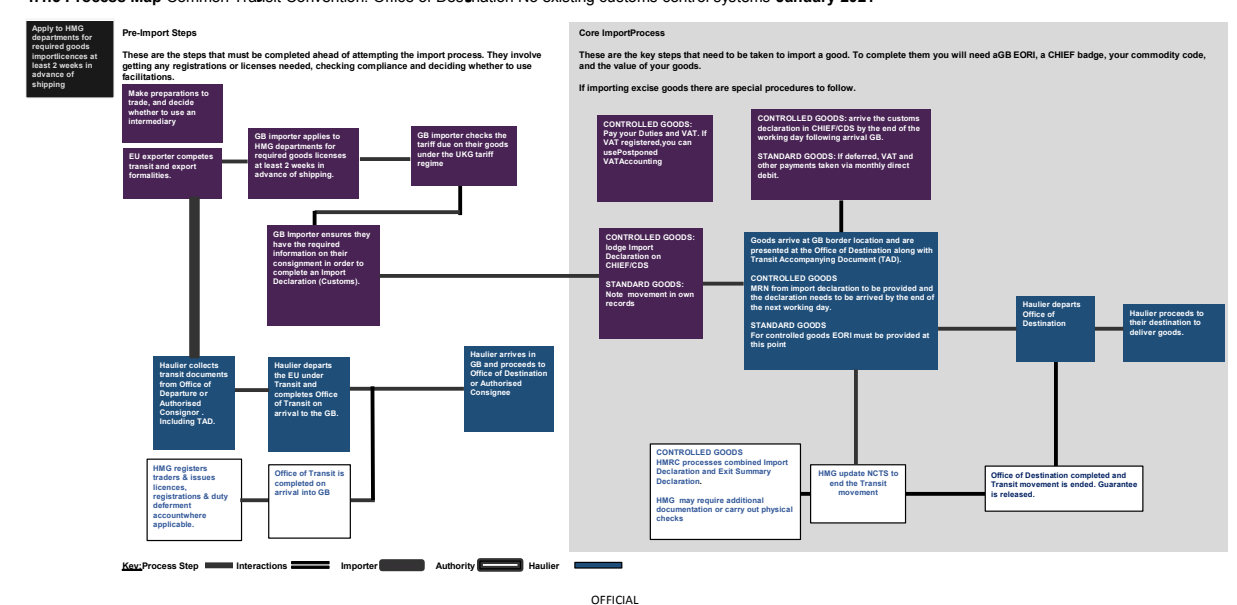 Process Map Common Transit Convention: Office of Destination No existing customs control systems January 2021
Apply to HMG
departments for
required goods
importlicences at
least 2 weeks in
advance of
shipping
Pre-Import Steps
These are the steps that must be completed ahead of attempting the import process. They involve
getting any registrations or licenses needed, checking compliance and deciding whether to use
facilitations.
Make preparations to
trade, and decide
whether to use an
intermediary
EU exporter competes
transit and export
formalities.
GB importer applies to
HMG departments for
required goods licenses
at least 2 weeks in
advance of shipping.
GB importer checks the
tariff due on their goods
under the UKG tariff
regime
GB Importer ensures they
have the required
information on their
consignment in order to
complete an Import
Declaration (Customs).
Haulier collects
transit documents
from Office of
Departure or
Authorised
Consignor .
Including TAD.
Haulier departs
the EU under
Transit and
completes Office
of Transit on
arrival to the GB.
Haulier arrives in
GB and proceeds to
Office of Destination
or Authorised
Consignee
HMG registers
traders & issues
licences,
registrations & duty
deferment
accountwhere
applicable.
Office of Transit is
completed on
arrival into GB
Core ImportProcess
These are the key steps that need to be taken to import a good. To complete them you will need aGB EORI, a CHIEF badge, your commodity code,
and the value of your goods.
If importing excise goods there are special procedures to follow.
CONTROLLED GOODS:
Pay your Duties and VAT. If
VAT registered,you can
usePostponed
VATAccounting
CONTROLLED GOODS: arrive the customs
declaration in CHIEF/CDS by the end of the
working day following arrival GB.
STANDARD GOODS: If deferred, VAT and
other payments taken via monthly direct
debit.
CONTROLLED GOODS:
lodge Import
Declaration on
CHIEF/CDS
STANDARD GOODS:
Note movement in own
records
Goods arrive at GB border location and are
presented at the Office of Destination along with
Transit Accompanying Document (TAD).
CONTROLLED GOODS
MRN from import declaration to be provided and
the declaration needs to be arrived by the end of
the next working day.
STANDARD GOODS
For controlled goods EORI must be provided at
this point
Haulier departs
Office of
Destination
Haulier proceeds to
their destination to
deliver goods.
CONTROLLED GOODS
HMRC processes combined Import
Declaration and Exit Summary
Declaration.
HMG may require additional
documentation or carry out physical
checks
HMG update NCTS to
end the Transit
movement
Office of Destination completed and
Transit movement is ended. Guarantee
is released.
Key:Process Step Interactions Importer Authority Haulier
OFFICIAL